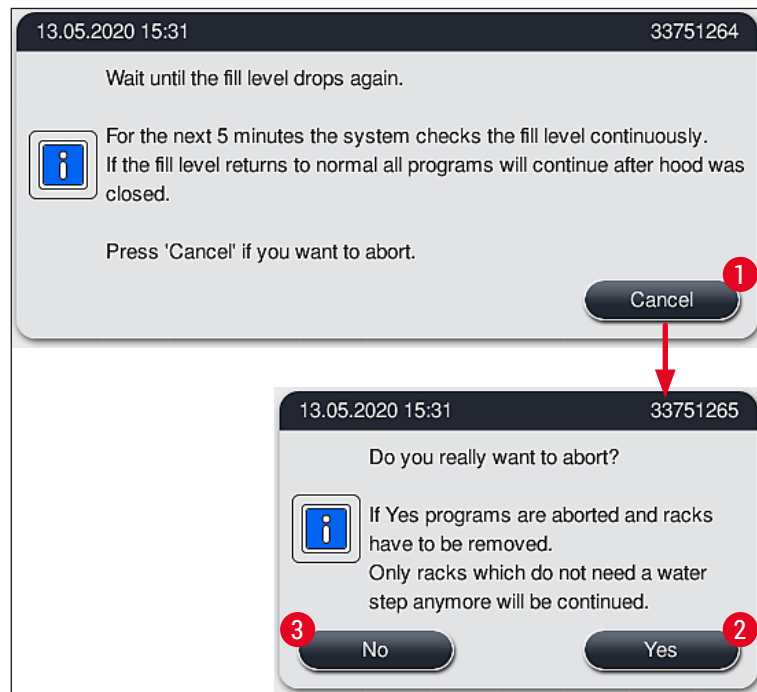 13.05.2020 15:31 33751264
Wait until the fill level drops again.
For the next 5 minutes the system checks the fill level continuously.
If the fill level returns to normal all programs will continue after hood was
closed.
Press 'Cancel' if you want to abort.
1
Cancel
13.05.2020 15:31 33751265
Do you really want to abort?
If Yes programs are aborted and racks
have to be removed.
Only racks which do not need a water
step anymore will be continued.
3 2
No Yes